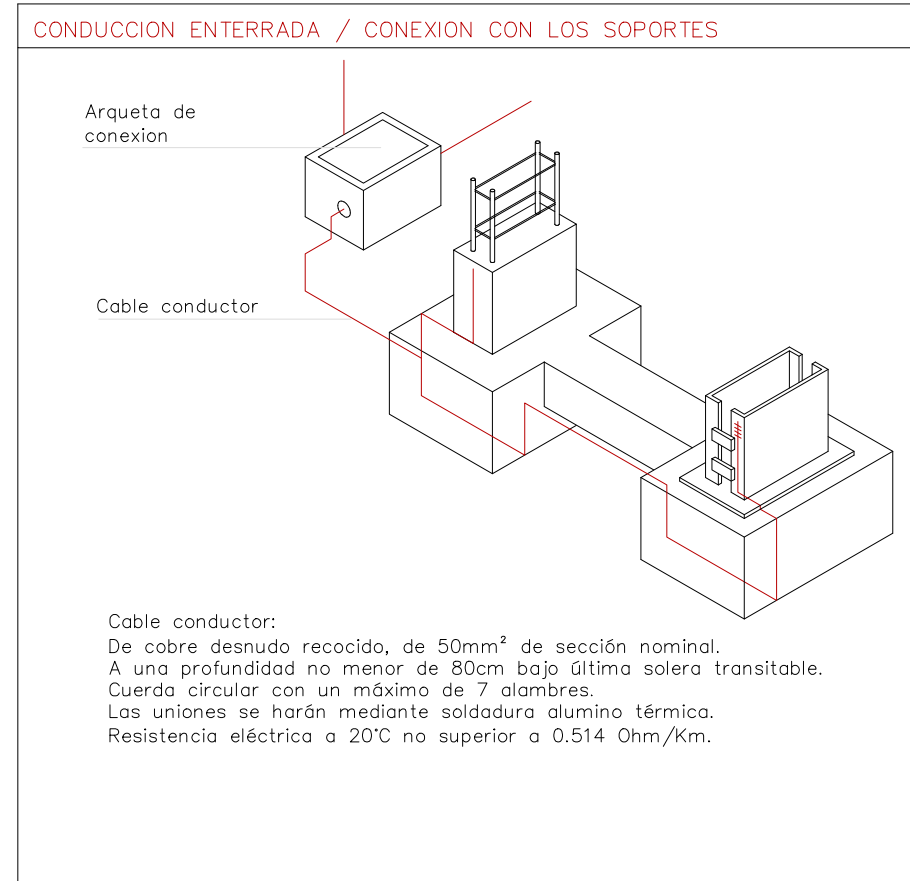 CONDUCCION ENTERRADA / CONEXION CON LOS SOPORTES
Arqueta de
conexion
Cable conductor
Cable conductor:
De cobre desnudo recocido, de 50mm² de sección nominal.
A una profundidad no menor de 80cm bajo última solera transitable.
Cuerda circular con un máximo de 7 alambres.
Las uniones se harán mediante soldadura alumino térmica.
Resistencia eléctrica a 20°C no superior a 0.514 Ohm/Km.